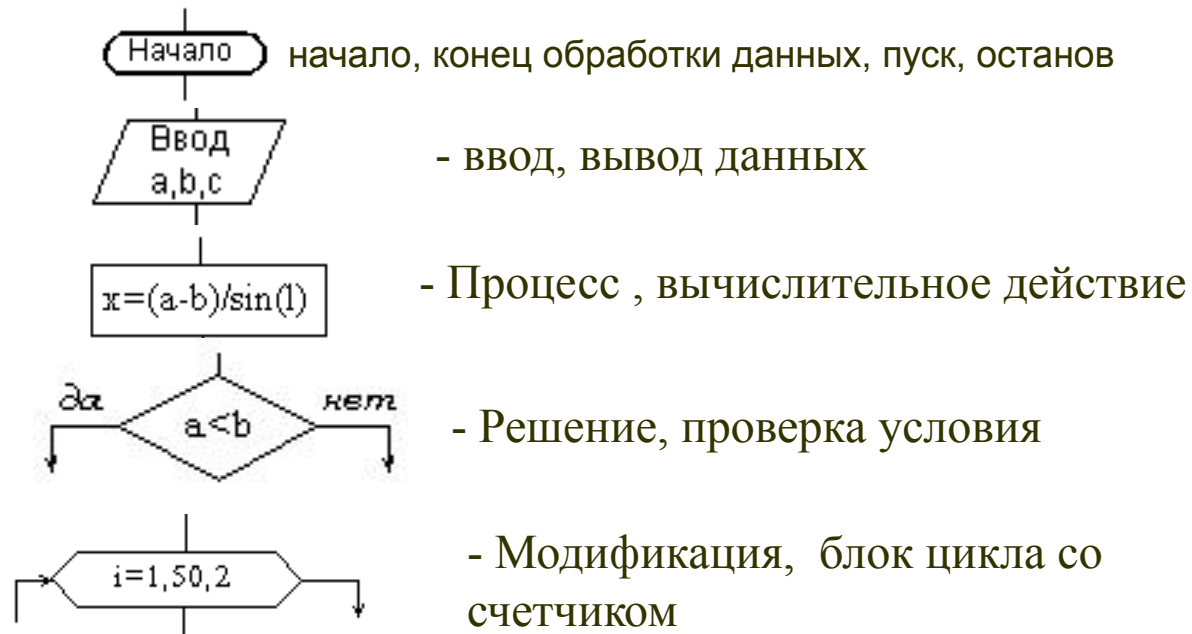 Начало
начало, конец обработки данных, пуск, останов
Ввод
a,b,c
- ввод, вывод данных
x=(a-b)/sin(l)
- Процесс , вычислительное действие
да
a<b
нет
- Решение, проверка условия
i=1,50,2
- Модификация, блок цикла со
счетчиком